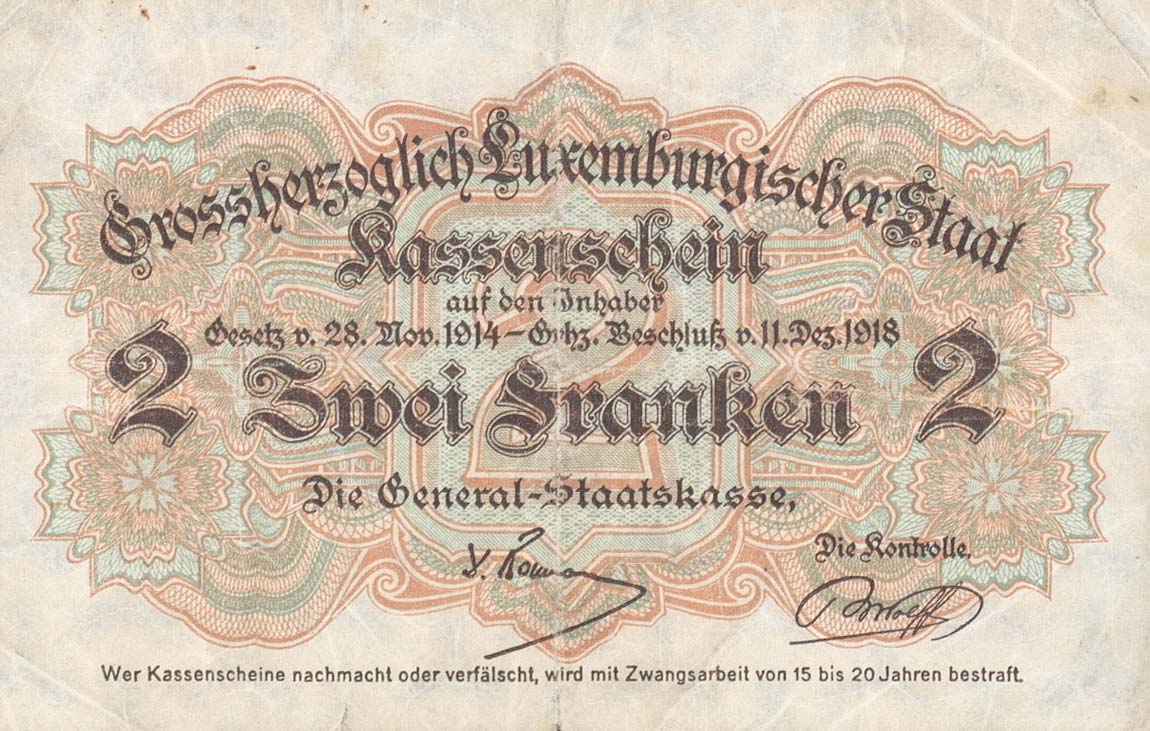 Grossherzoglich Luxemburgischer Staat
Kassenschein
auf den Inhaber
Gesetz v. 28. Nov. 1914 – Grhz. Beschluß v. 11. Dez. 1918
2 Zwei Franken 2
2
Die General-Staatskasse,
Die Kontrolle,
Wer Kassenscheine nachmacht oder verfälscht, wird mit Zwangsarbeit von 15 bis 20 Jahren bestraft.